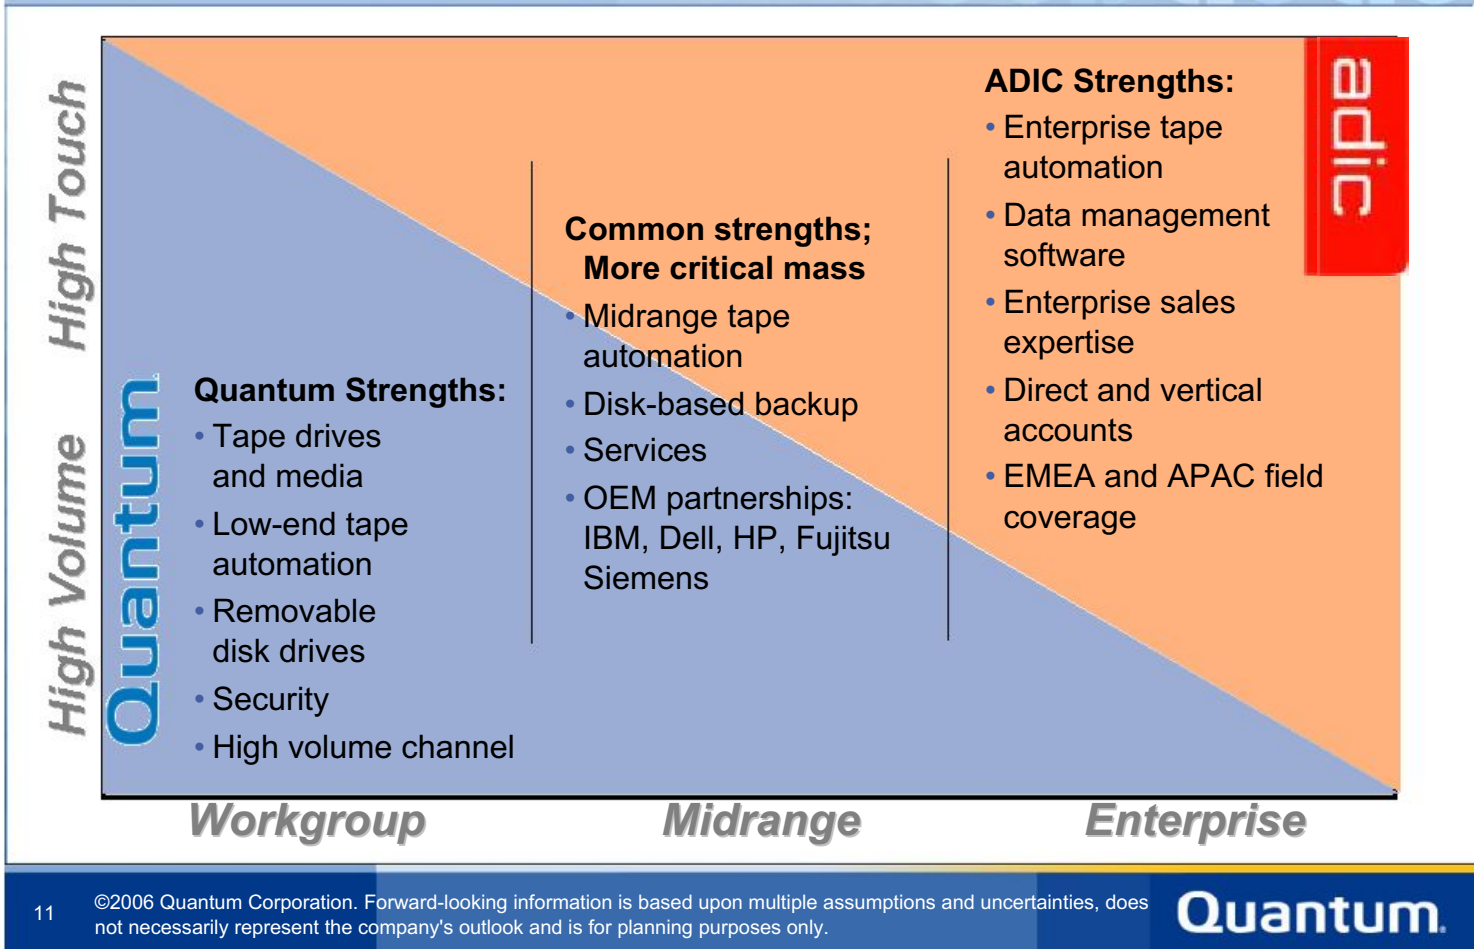 High Touch
High Volume
Quantum
Quantum Strengths:
• Tape drives
and media
• Low-end tape
automation
• Removable
disk drives
• Security
• High volume channel
Common strengths;
More critical mass
• Midrange tape
automation
• Disk-based backup
• Services
• OEM partnerships:
IBM, Dell, HP, Fujitsu
Siemens
ADIC Strengths:
• Enterprise tape
automation
• Data management
software
• Enterprise sales
expertise
• Direct and vertical
accounts
• EMEA and APAC field
coverage
adic
Workgroup
Midrange
Enterprise
11
©2006 Quantum Corporation. Forward-looking information is based upon multiple assumptions and uncertainties, does
not necessarily represent the company's outlook and is for planning purposes only.
Quantum.